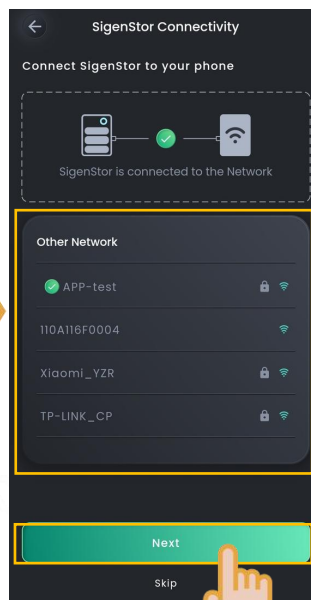 SigenStor Connectivity
Connect SigenStor to your phone
SigenStor is connected to the Network
Other Network
APP-test
110A116F0004
Xiaomi_YZR
TP-LINK_CP
Next
Skip